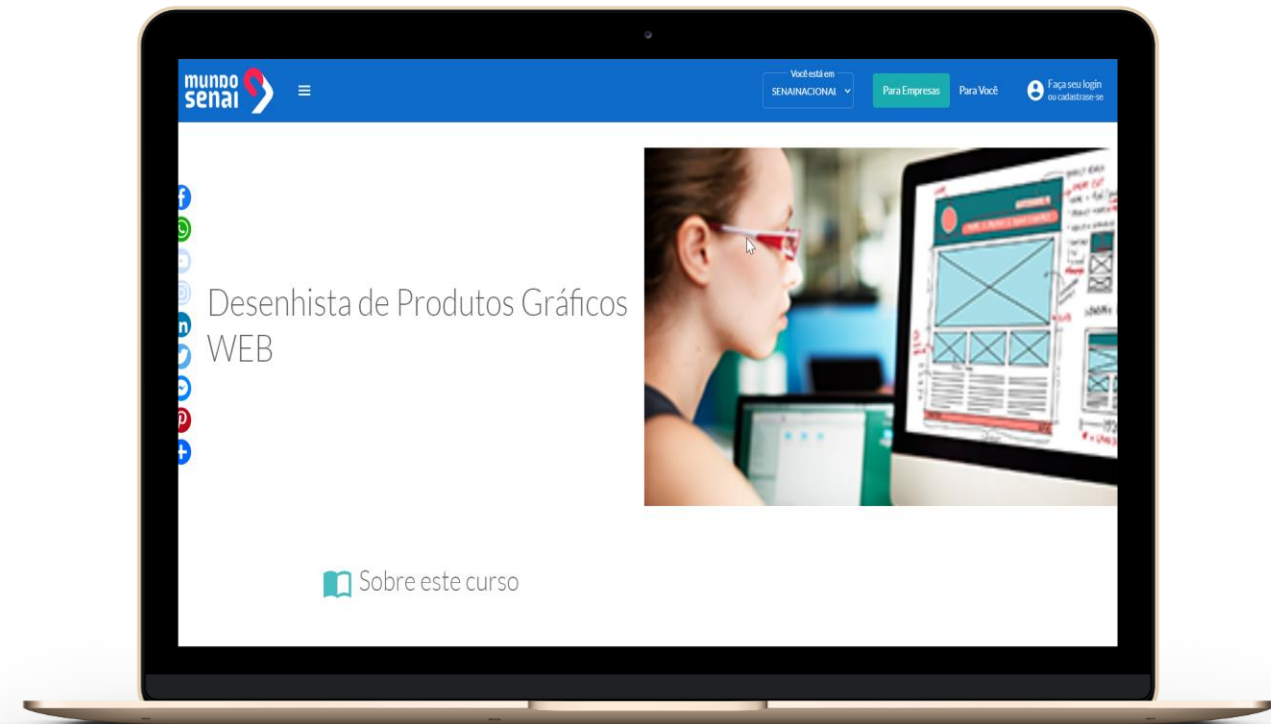 mundo
senai
Você está em
SENAINACIONAL
Para Empresas
Para Você
Faça seu login
ou cadastrase-se
Desenhista de Produtos Gráficos
WEB
Sobre este curso